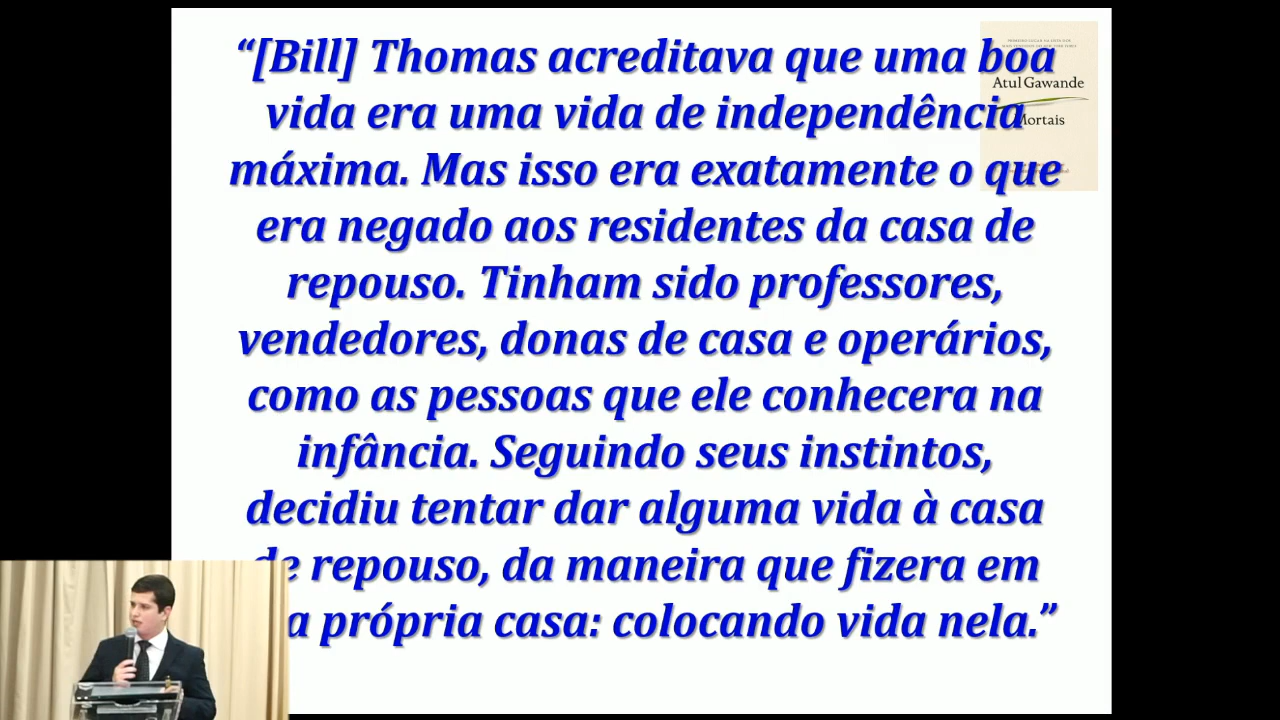 “[Bill] Thomas acreditava que uma boa
vida era uma vida de independência
máxima. Mas isso era exatamente o que
era negado aos residentes da casa de
repouso. Tinham sido professores,
vendedores, donas de casa e operários,
como as pessoas que ele conhecera na
infância. Seguindo seus instintos,
decidiu tentar dar alguma vida à casa
de repouso, da maneira que fizera em
a própria casa: colocando vida nela.”
Atul Gawande
Mortais